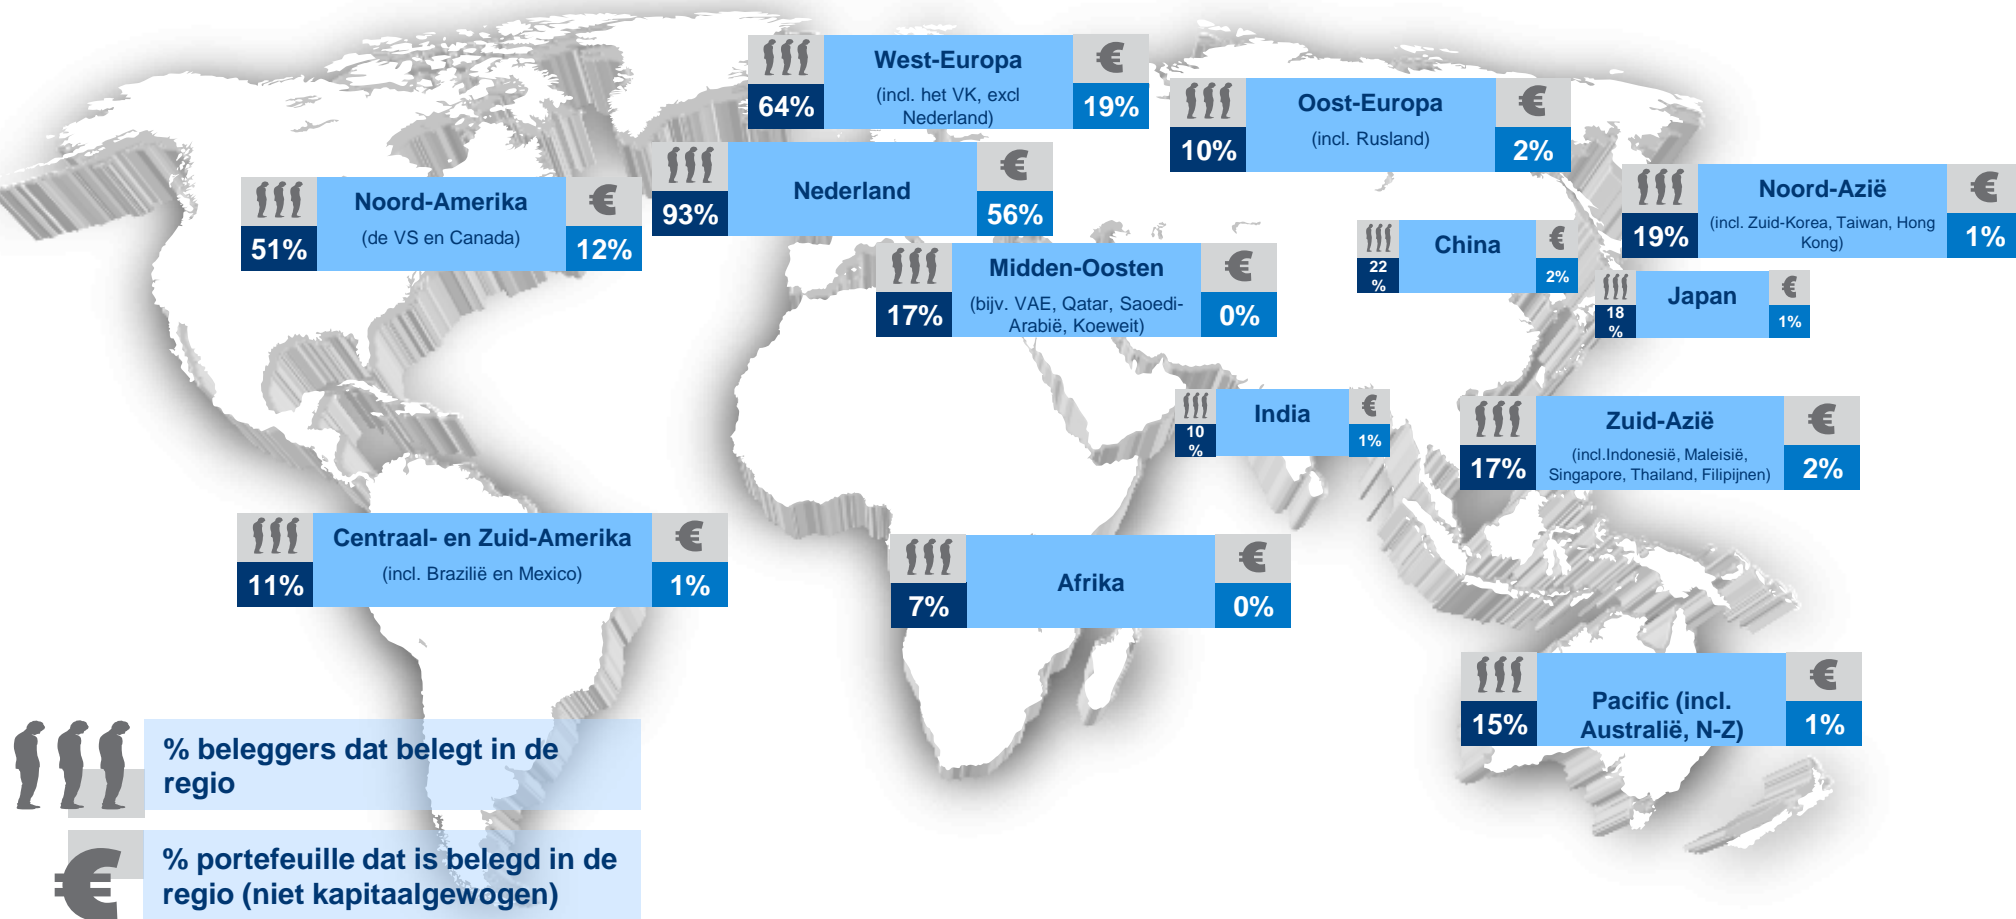 West-Europa
(incl. het VK, excl
Nederland)
64%
19%
Oost-Europa
(incl. Rusland)
10%
2%
Nederland
93%
56%
Noord-Amerika
(de VS en Canada)
51%
12%
Noord-Azië
(incl. Zuid-Korea, Taiwan, Hong
Kong)
19%
1%
China
22
%
2%
Midden-Oosten
(bijv. VAE, Qatar, Saoedi-
Arabië, Koeweit)
17%
0%
Japan
18
%
1%
India
10
%
1%
Zuid-Azië
(incl.Indonesië, Maleisië,
Singapore, Thailand, Filipijnen)
17%
2%
Centraal- en Zuid-Amerika
(incl. Brazilië en Mexico)
11%
1%
Afrika
7%
0%
Pacific (incl.
Australië, N-Z)
15%
1%
% beleggers dat belegt in de
regio
% portefeuille dat is belegd in de
regio (niet kapitaalgewogen)